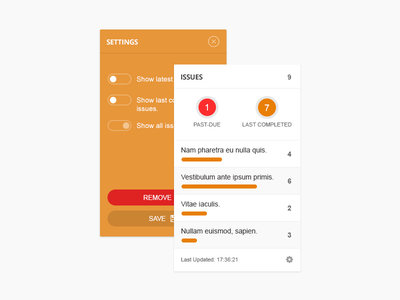 SETTINGS
Show latest
Show last co
issues.
Show all iss
REMOVE
SAVE
ISSUES 9
1 7
PAST-DUE LAST COMPLETED
Nam pharetra eu nulla quis. 4
Vestibulum ante ipsum primis. 6
Vitae iaculis. 2
Nullam euismod, sapien. 3
Last Updated: 17:36:21